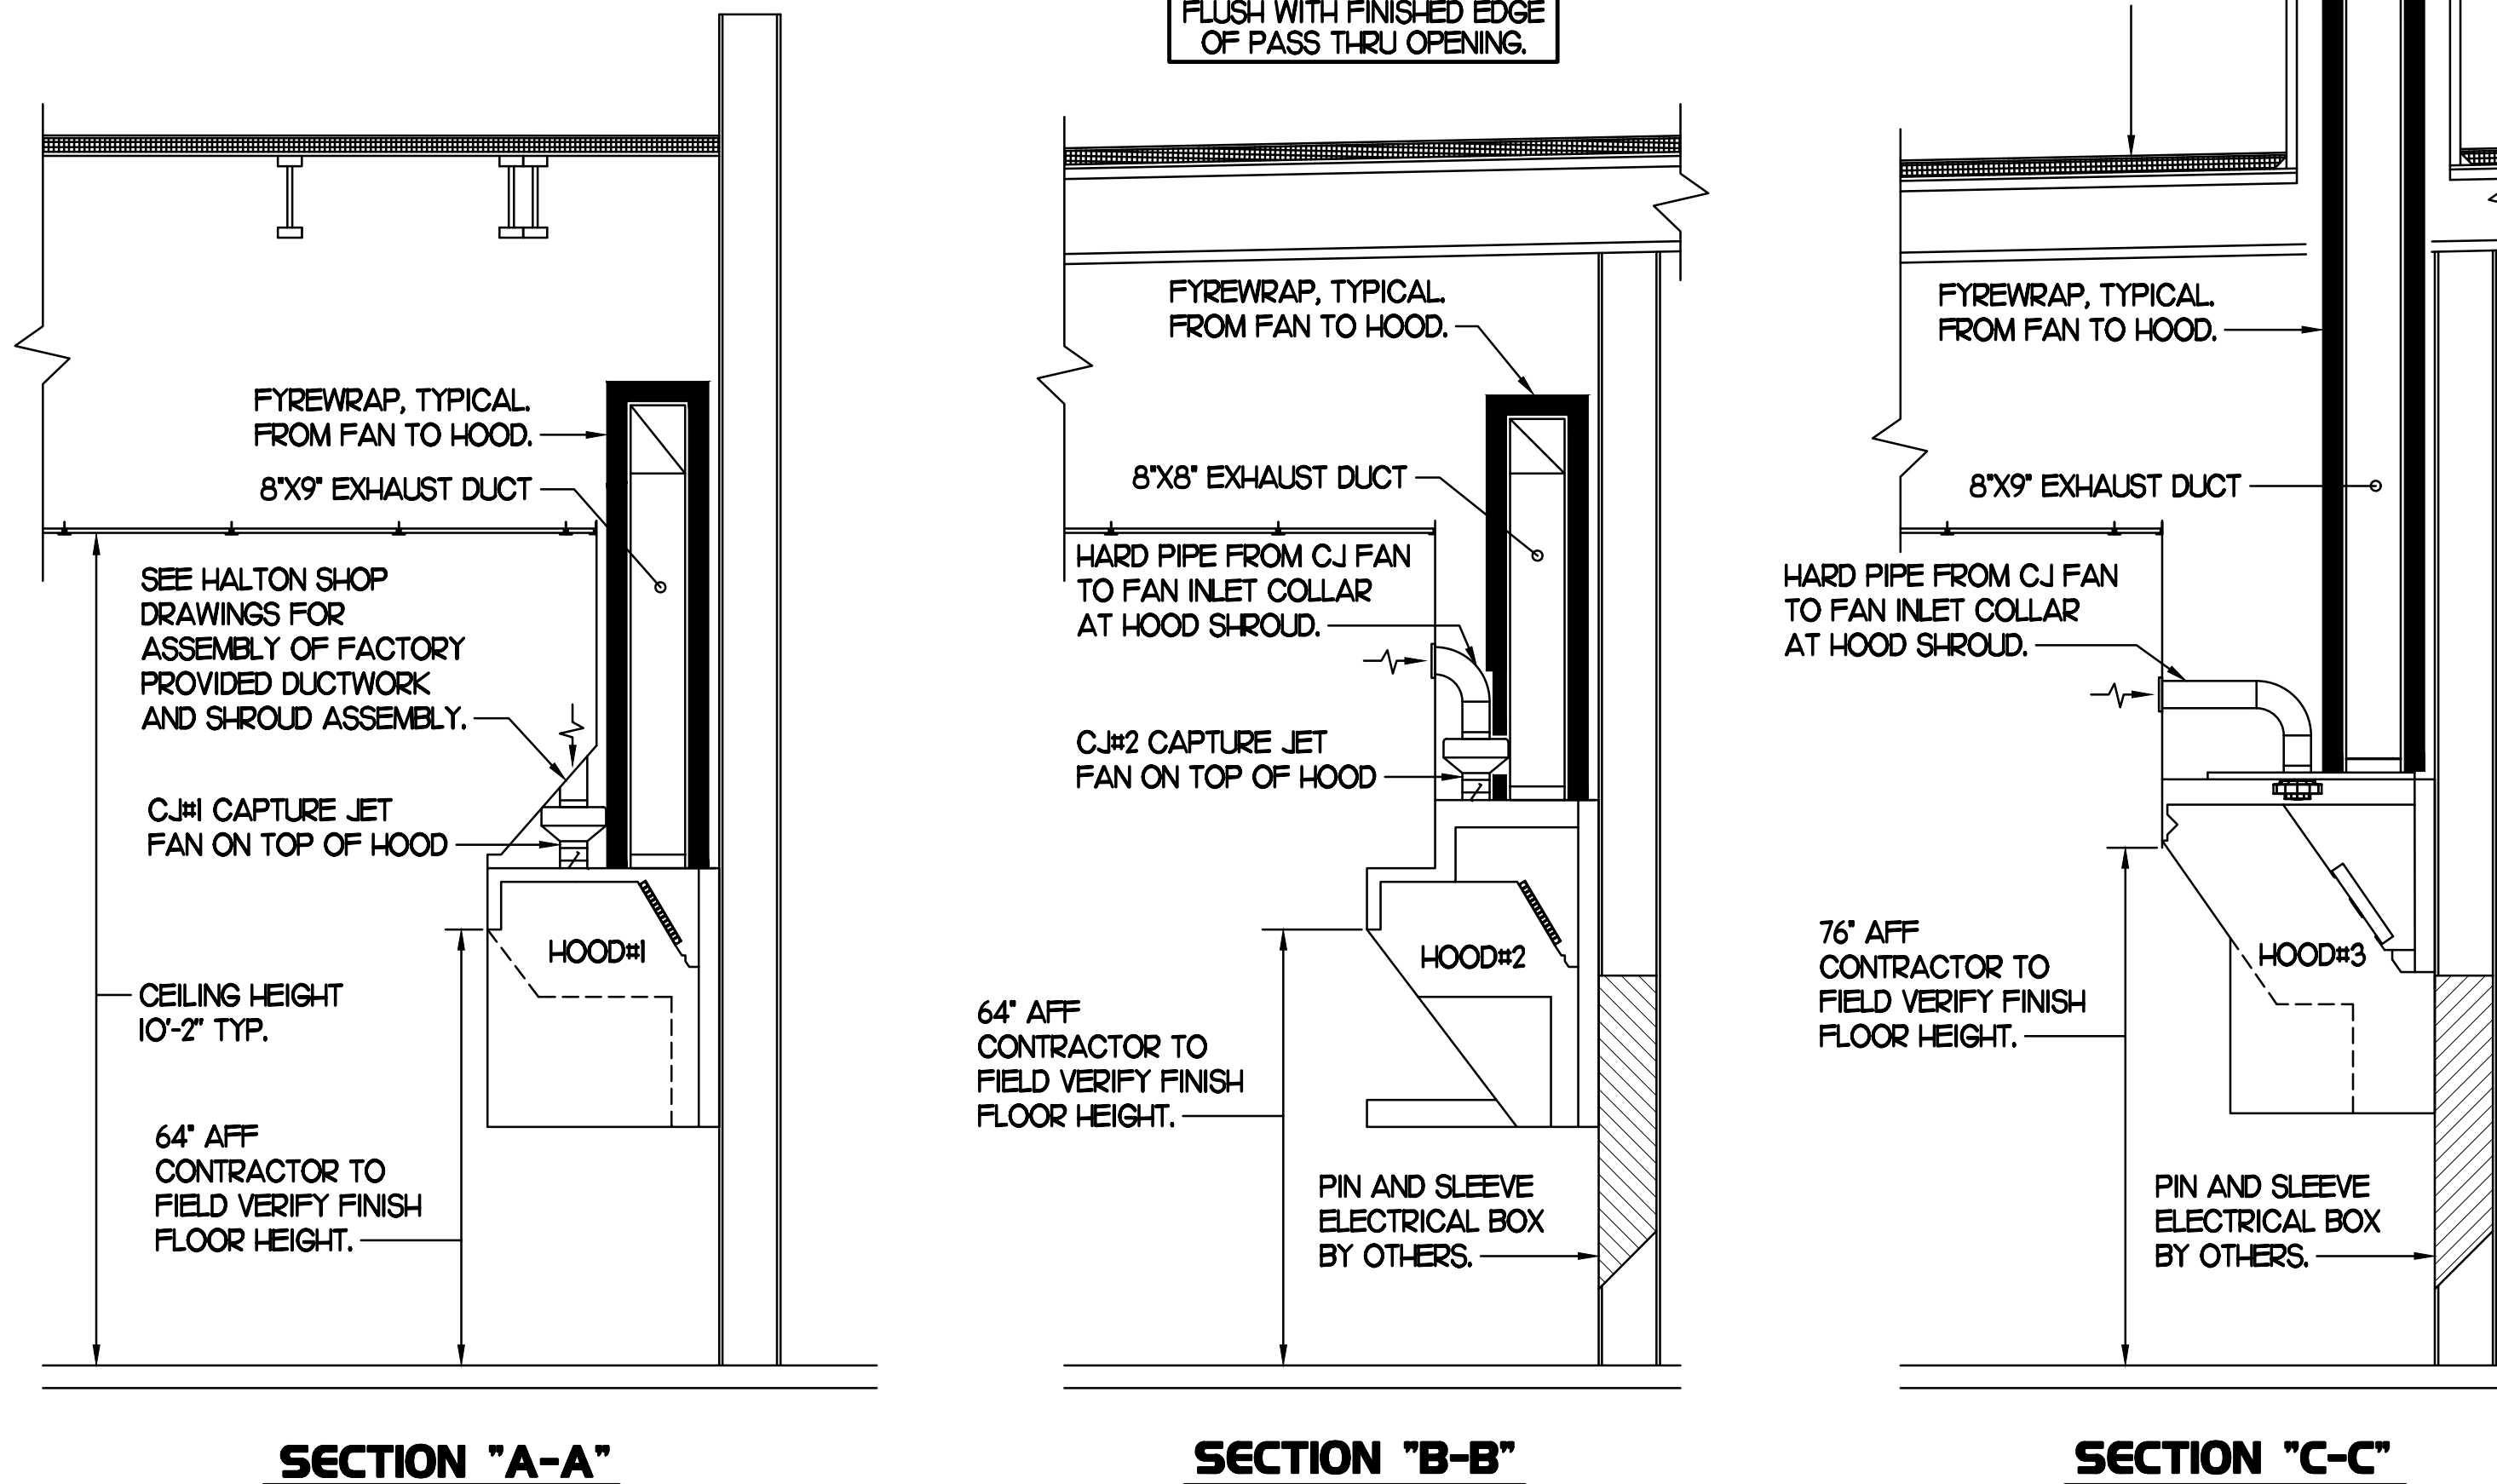 FLUSH WITH FINISHED EDGE
OF PASS THRU OPENING.
FYREWRAP, TYPICAL.
FROM FAN TO HOOD.
8"X9" EXHAUST DUCT
SEE HALTON SHOP
DRAWINGS FOR
ASSEMBLY OF FACTORY
PROVIDED DUCTWORK
AND SHROUD ASSEMBLY.
CJ#1 CAPTURE JET
FAN ON TOP OF HOOD
HOOD#1
CEILING HEIGHT
10'-2" TYP.
64" AFF
CONTRACTOR TO
FIELD VERIFY FINISH
FLOOR HEIGHT.
SECTION "A-A"
FYREWRAP, TYPICAL.
FROM FAN TO HOOD.
8"X8" EXHAUST DUCT
HARD PIPE FROM CJ FAN
TO FAN INLET COLLAR
AT HOOD SHROUD.
CJ#2 CAPTURE JET
FAN ON TOP OF HOOD
HOOD#2
64" AFF
CONTRACTOR TO
FIELD VERIFY FINISH
FLOOR HEIGHT.
PIN AND SLEEVE
ELECTRICAL BOX
BY OTHERS.
SECTION "B-B"
FYREWRAP, TYPICAL.
FROM FAN TO HOOD.
8"X9" EXHAUST DUCT
HARD PIPE FROM CJ FAN
TO FAN INLET COLLAR
AT HOOD SHROUD.
76" AFF
CONTRACTOR TO
FIELD VERIFY FINISH
FLOOR HEIGHT.
HOOD#3
PIN AND SLEEVE
ELECTRICAL BOX
BY OTHERS.
SECTION "C-C"